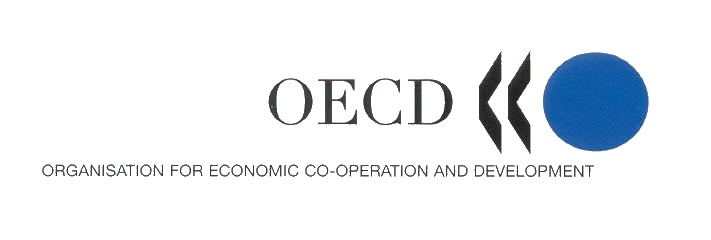 OECD
ORGANISATION FOR ECONOMIC CO-OPERATION AND DEVELOPMENT